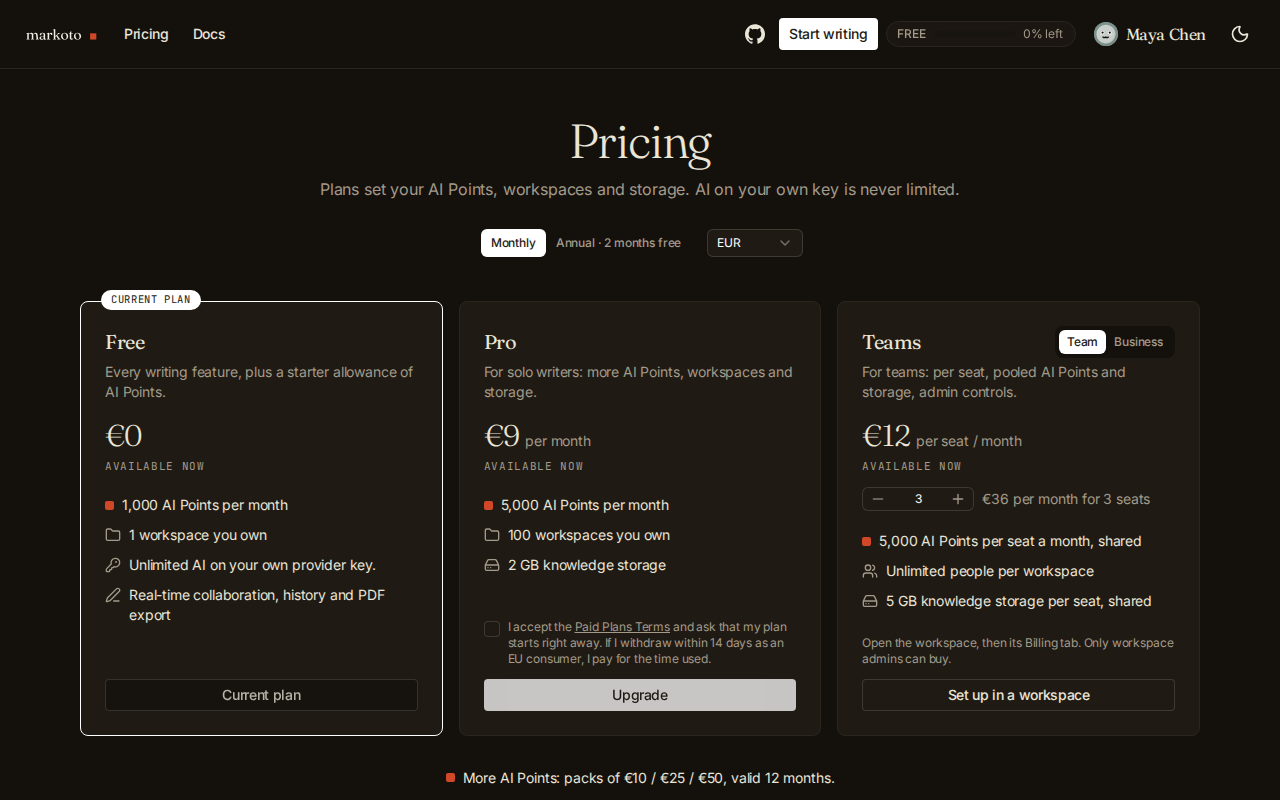 markoto
Pricing
Docs
Start writing
FREE
0% left
Maya Chen
Pricing
Plans set your AI Points, workspaces and storage. AI on your own key is never limited.
Monthly
Annual · 2 months free
EUR
CURRENT PLAN
Free
Every writing feature, plus a starter allowance of
AI Points.
€0
AVAILABLE NOW
1,000 AI Points per month
1 workspace you own
Unlimited AI on your own provider key.
Real-time collaboration, history and PDF
export
Current plan
Pro
For solo writers: more AI Points, workspaces and
storage.
€9 per month
AVAILABLE NOW
5,000 AI Points per month
100 workspaces you own
2 GB knowledge storage
I accept the Paid Plans Terms and ask that my plan
starts right away. If I withdraw within 14 days as an
EU consumer, I pay for the time used.
Upgrade
Teams
Team
Business
For teams: per seat, pooled AI Points and
storage, admin controls.
€12 per seat / month
AVAILABLE NOW
3
€36 per month for 3 seats
5,000 AI Points per seat a month, shared
Unlimited people per workspace
5 GB knowledge storage per seat, shared
Open the workspace, then its Billing tab. Only workspace
admins can buy.
Set up in a workspace
More AI Points: packs of €10 / €25 / €50, valid 12 months.